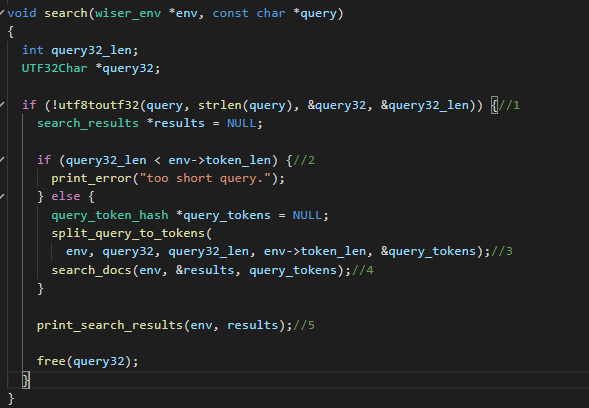 void search(wiser_env *env, const char *query)
{
  int query32_len;
  UTF32Char *query32;

  if (!utf8toutf32(query, strlen(query), &query32, &query32_len)) {//1
    search_results *results = NULL;

    if (query32_len < env->token_len) {//2
      print_error("too short query.");
    } else {
      query_token_hash *query_tokens = NULL;
      split_query_to_tokens(
        env, query32, query32_len, env->token_len, &query_tokens);//3
      search_docs(env, &results, query_tokens);//4
    }

    print_search_results(env, results);//5

    free(query32);
  }
}